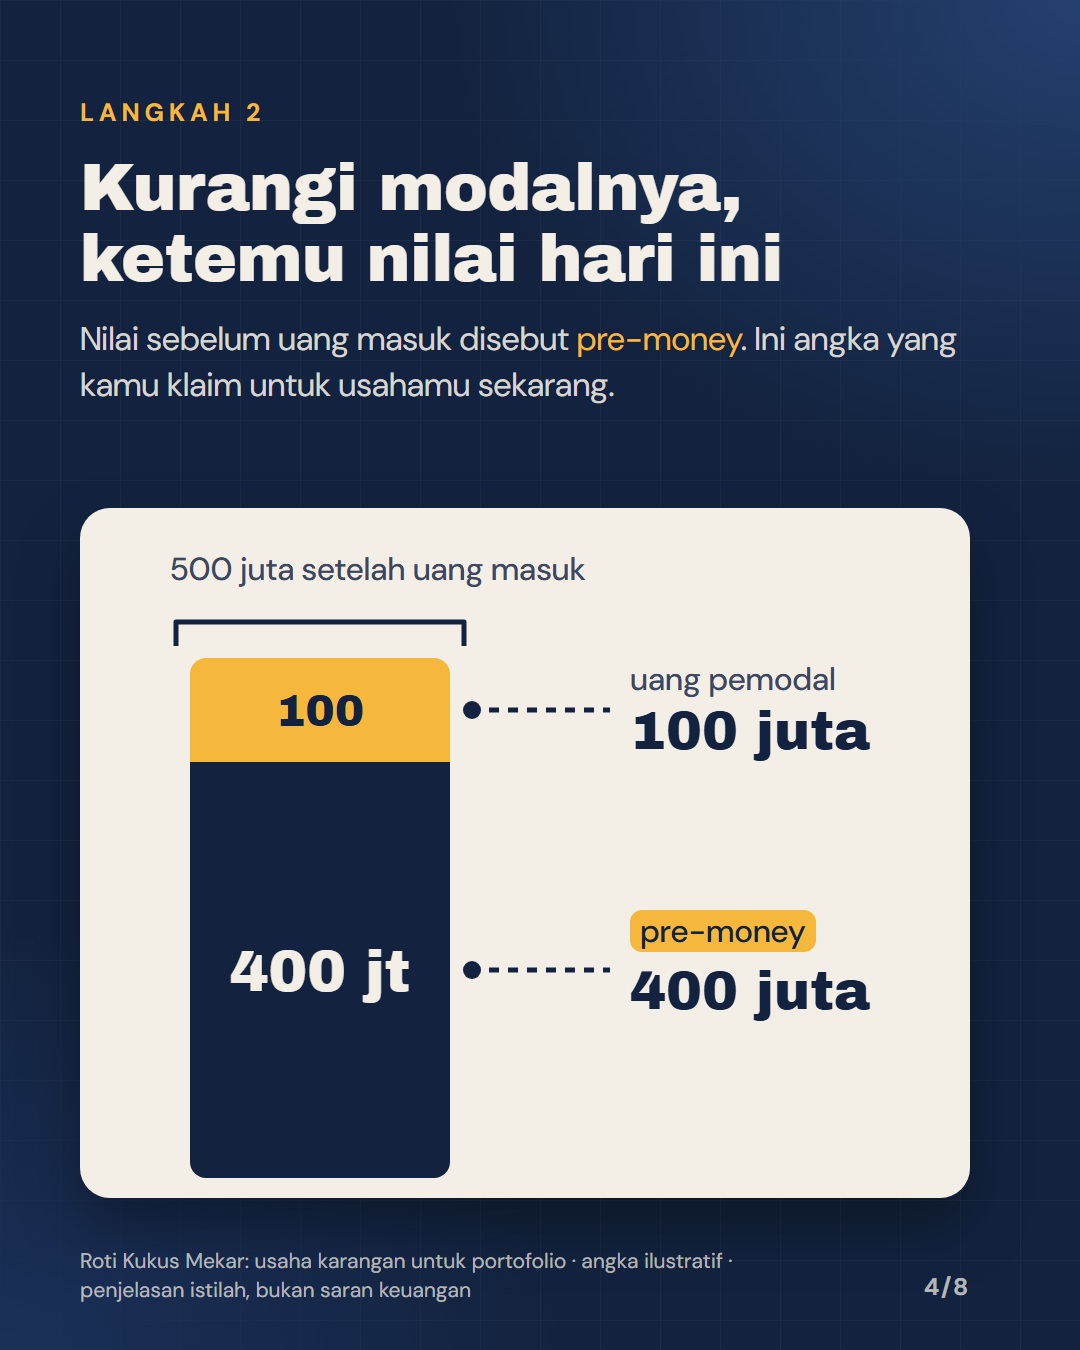 LANGKAH 2
Kurangi modalnya,
ketemu nilai hari ini
Nilai sebelum uang masuk disebut pre-money. Ini angka yang
kamu klaim untuk usahamu sekarang.
500 juta setelah uang masuk
100
uang pemodal
100 juta
400 jt
pre-money
400 juta
Roti Kukus Mekar: usaha karangan untuk portofolio · angka ilustratif ·
penjelasan istilah, bukan saran keuangan
4/8